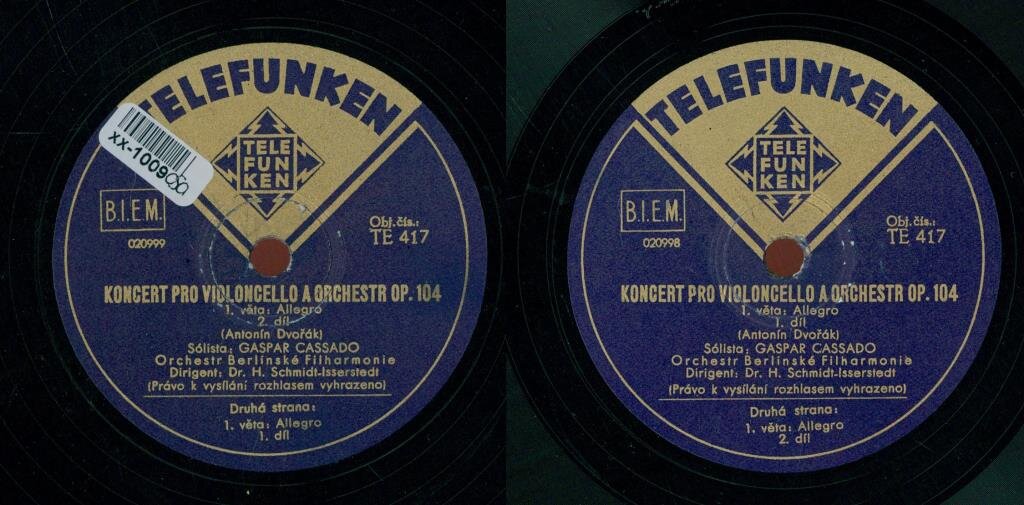 TELEFUNKEN
xx-1009
TELE
FUN
KEN
B.I.E.M.
020999
Obj.čís.:
TE 417
KONCERT PRO VIOLONCELLO A ORCHESTR OP. 104
1. věta: Allegro
2. díl
(Antonín Dvořák)
Sólista: GASPAR CASSADO
Orchestr Berlínské Filharmonie
Dirigent: Dr. H. Schmidt-Isserstedt
(Právo k vysílání rozhlasem vyhrazeno)
Druhá strana:
1. věta: Allegro
1. díl
TELEFUNKEN
TELE
FUN
KEN
B.I.E.M.
020998
Obj.čís.:
TE 417
KONCERT PRO VIOLONCELLO A ORCHESTR OP. 104
1. věta: Allegro
1. díl
(Antonín Dvořák)
Sólista: GASPAR CASSADO
Orchestr Berlínské Filharmonie
Dirigent: Dr. H. Schmidt-Isserstedt
(Právo k vysílání rozhlasem vyhrazeno)
Druhá strana:
1. věta: Allegro
2. díl